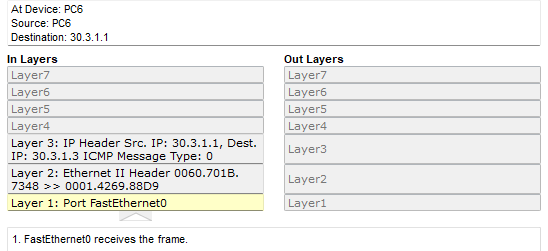 At Device: PC6
Source: PC6
Destination: 30.3.1.1
In Layers
Layer7
Layer6
Layer5
Layer4
Layer 3: IP Header Src. IP: 30.3.1.1, Dest.
IP: 30.3.1.3 ICMP Message Type: 0
Layer 2: Ethernet II Header 0060.701B.
7348 >> 0001.4269.88D9
Layer 1: Port FastEthernet0
Out Layers
Layer7
Layer6
Layer5
Layer4
Layer3
Layer2
Layer1
1. FastEthernet0 receives the frame.